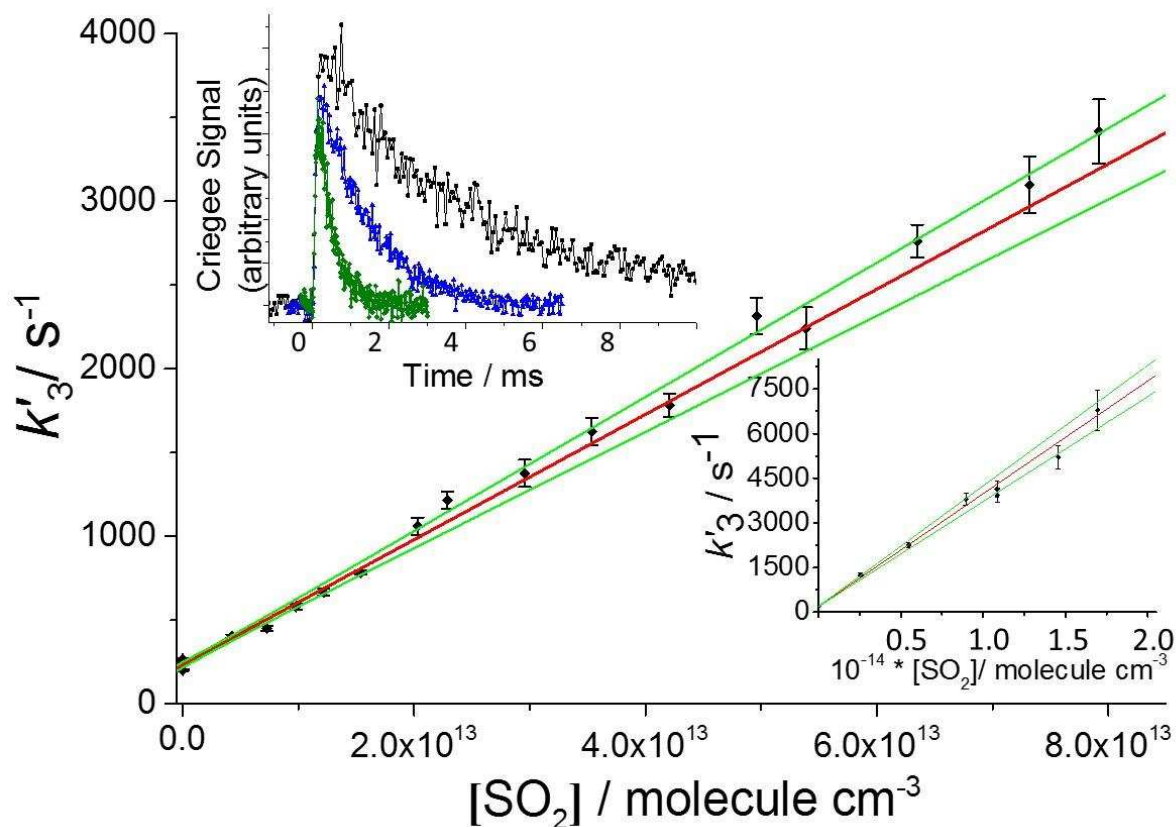 4000
3000
2000
1000
0
k'₃/ s⁻¹
0.0
2.0x10¹³
4.0x10¹³
6.0x10¹³
8.0x10¹³
[SO₂] / molecule cm⁻³
Criegee Signal
(arbitrary units)
0
2
4
6
8
Time / ms
7500
6000
4500
3000
1500
0
k'₃/ s⁻¹
0.5
1.0
1.5
2.0
10⁻¹⁴ * [SO₂]/ molecule cm⁻³